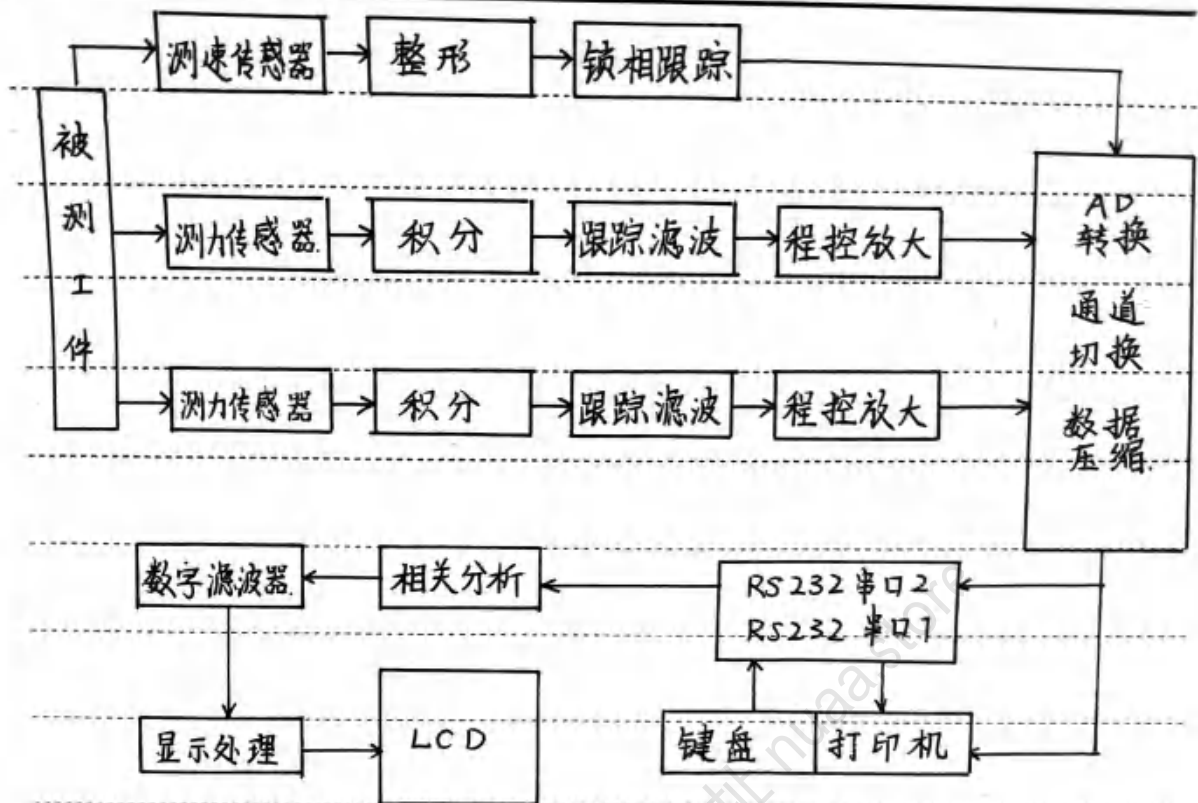 测速传感器
整形
锁相跟踪
被测工件
测力传感器.
积分
跟踪滤波
程控放大
AD
转换
通道
切换
数据
压缩.
测力传感器
积分
跟踪滤波
程控放大
数字滤波器.
相关分析
RS232 串口2
RS232 串口1
显示处理
LCD
键盘
打印机
nuaa.store